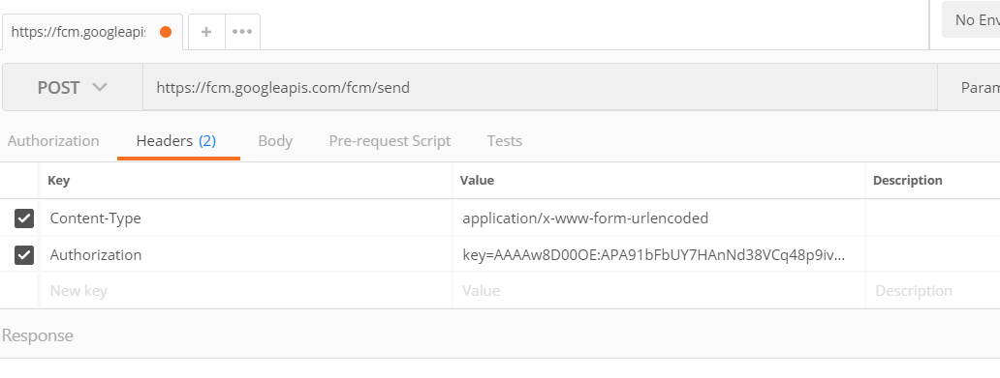 https://fcm.googleapis
No Env
POST https://fcm.googleapis.com/fcm/send Param
Authorization Headers (2) Body Pre-request Script Tests
Key Value Description
Content-Type application/x-www-form-urlencoded
Authorization key=AAAAw8D00OE:APA91bFbUY7HAnNd38VCq48p9iv...
New key Value Description
Response